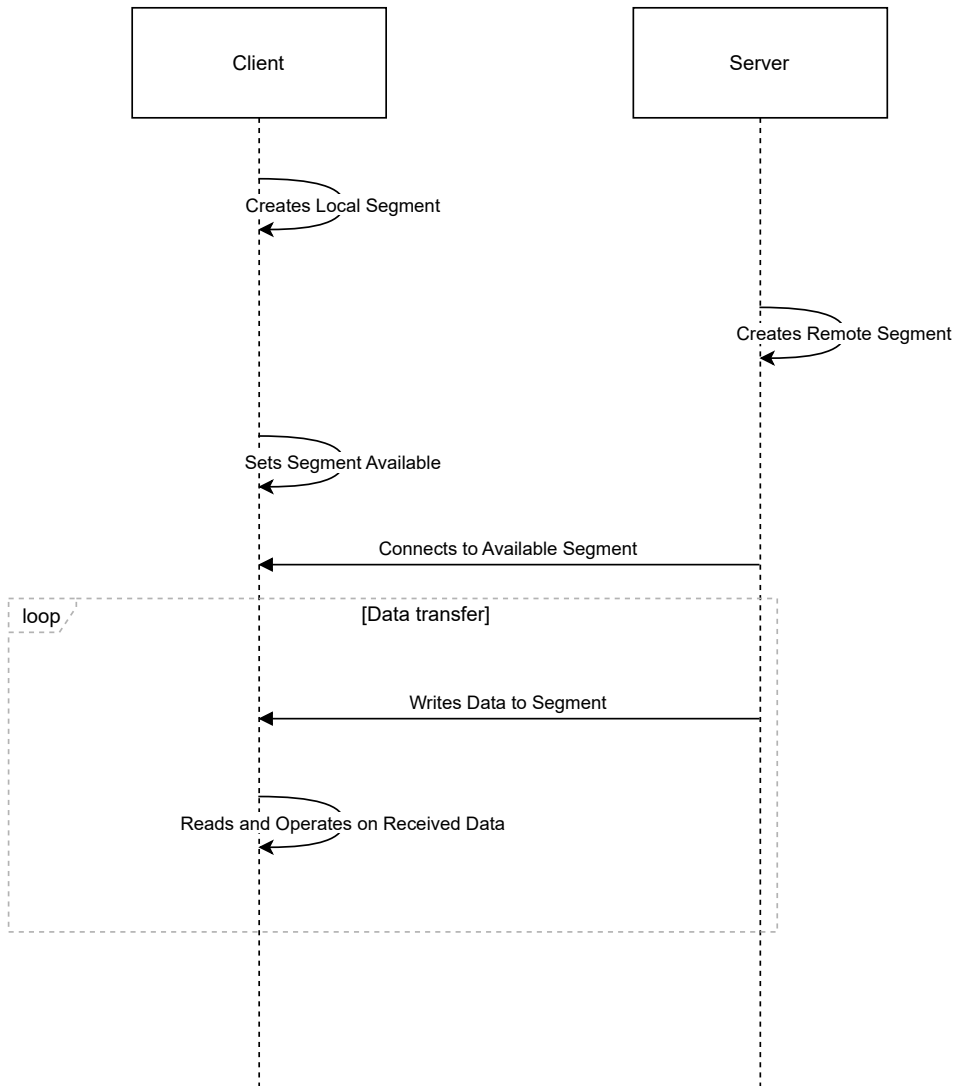 Client
Server
Creates Local Segment
Creates Remote Segment
Sets Segment Available
Connects to Available Segment
loop
[Data transfer]
Writes Data to Segment
Reads and Operates on Received Data